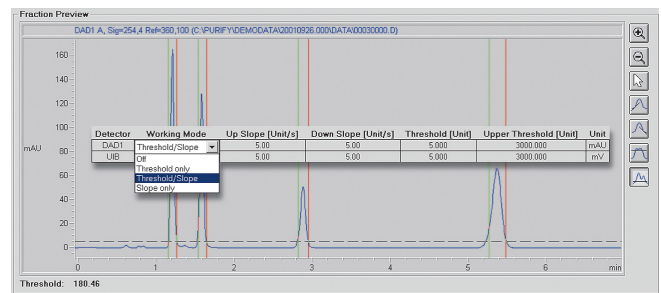 Fraction Preview
DAD1 A, Sig=254,4 Ref=360,100 (C:\PURIFY\DEMODATA\20010926.000\DATA\00030000.D)
160
140
120
100
80
60
40
20
0
mAU
Detector Working Mode Up Slope [Unit/s] Down Slope [Unit/s] Threshold [Unit] Upper Threshold [Unit] Unit
DAD1 Threshold/Slope 5.00 5.00 5.000 3000.000 mAU
UIB 5.00 5.00 5.000 3000.000 mV
Off
Threshold only
Threshold/Slope
Slope only
0 1 2 3 4 5 6 min
Threshold: 180.46